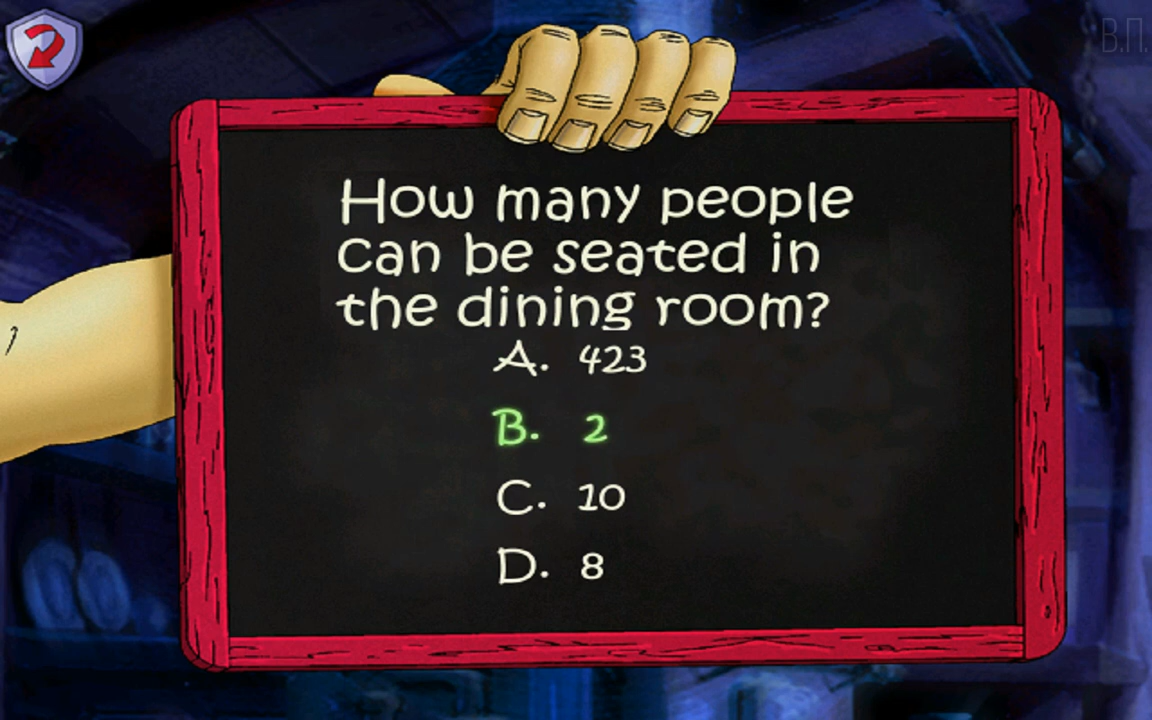 В.П.
How many people
can be seated in
the dining room?
A. 423
B. 2
C. 10
D. 8